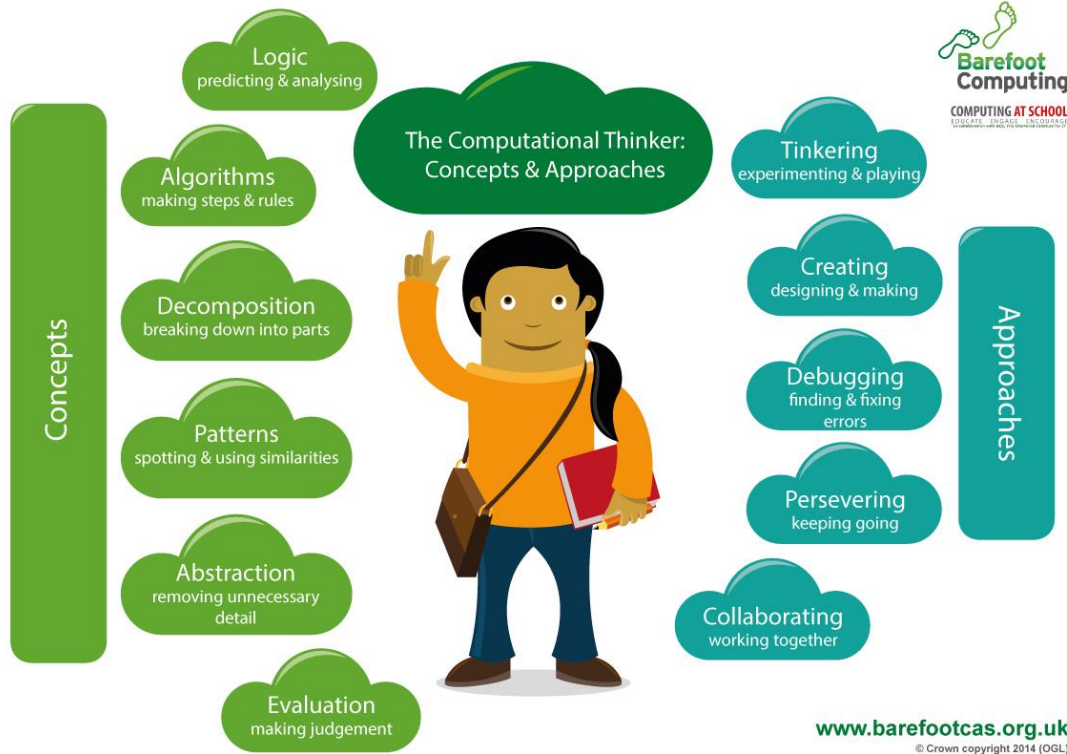 The Computational Thinker:
Concepts & Approaches
Concepts
Logic
predicting & analysing
Algorithms
making steps & rules
Decomposition
breaking down into parts
Patterns
spotting & using similarities
Abstraction
removing unnecessary
detail
Evaluation
making judgement
Approaches
Tinkering
experimenting & playing
Creating
designing & making
Debugging
finding & fixing
errors
Persevering
keeping going
Collaborating
working together
Barefoot
Computing
COMPUTING AT SCHOOL
EDUCATE ENGAGE ENCOURAGE
www.barefootcas.org.uk
© Crown copyright 2014 (OGL)